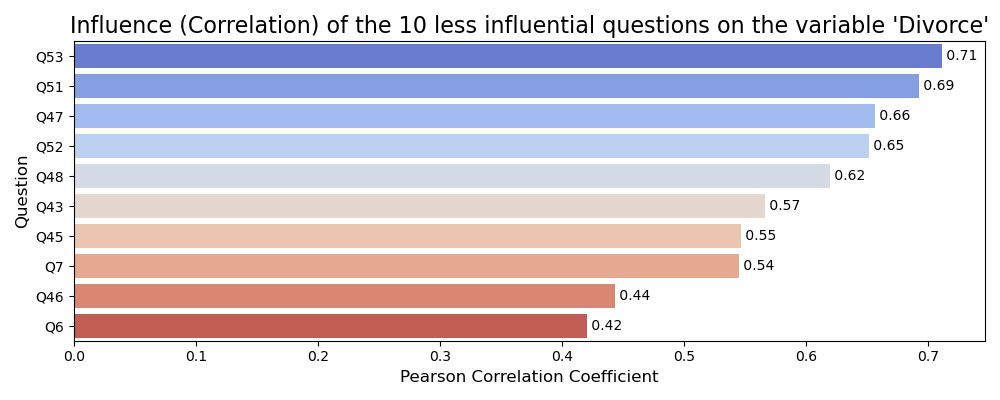 Influence (Correlation) of the 10 less influential questions on the variable 'Divorce'
Question
Q53 0.71
Q51 0.69
Q47 0.66
Q52 0.65
Q48 0.62
Q43 0.57
Q45 0.55
Q7 0.54
Q46 0.44
Q6 0.42
0.0 0.1 0.2 0.3 0.4 0.5 0.6 0.7
Pearson Correlation Coefficient